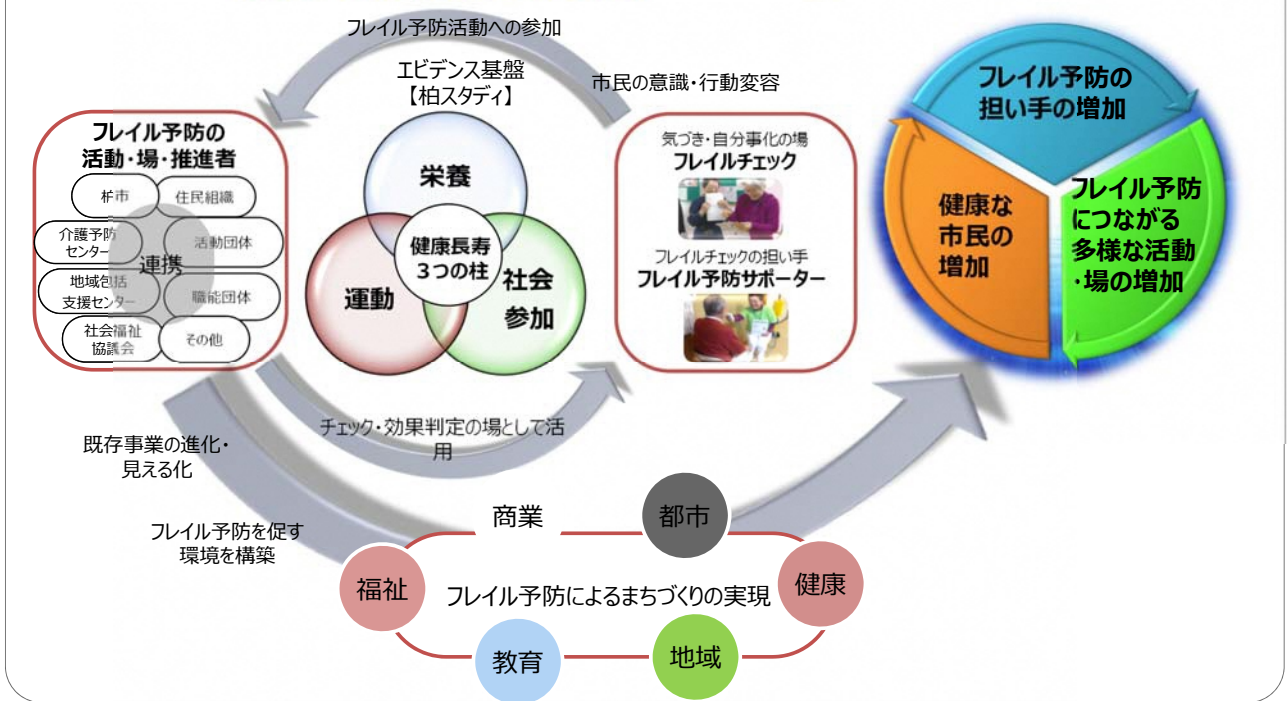 フレイル予防活動への参加
エビデンス基盤
【柏スタディ】
市民の意識・行動変容
フレイル予防の
活動・場・推進者
柏市
住民組織
介護予防
センター
活動団体
連携
地域包括
支援センター
職能団体
社会福祉
協議会
その他
栄養
健康長寿
3つの柱
運動
社会
参加
気づき・自分事化の場
フレイルチェック
フレイルチェックの担い手
フレイル予防サポーター
フレイル予防の
担い手の増加
健康な
市民の
増加
フレイル予防
につながる
多様な活動
・場の増加
チェック・効果判定の場として活
用
既存事業の進化・
見える化
フレイル予防を促す
環境を構築
商業
都市
福祉
フレイル予防によるまちづくりの実現
健康
教育
地域